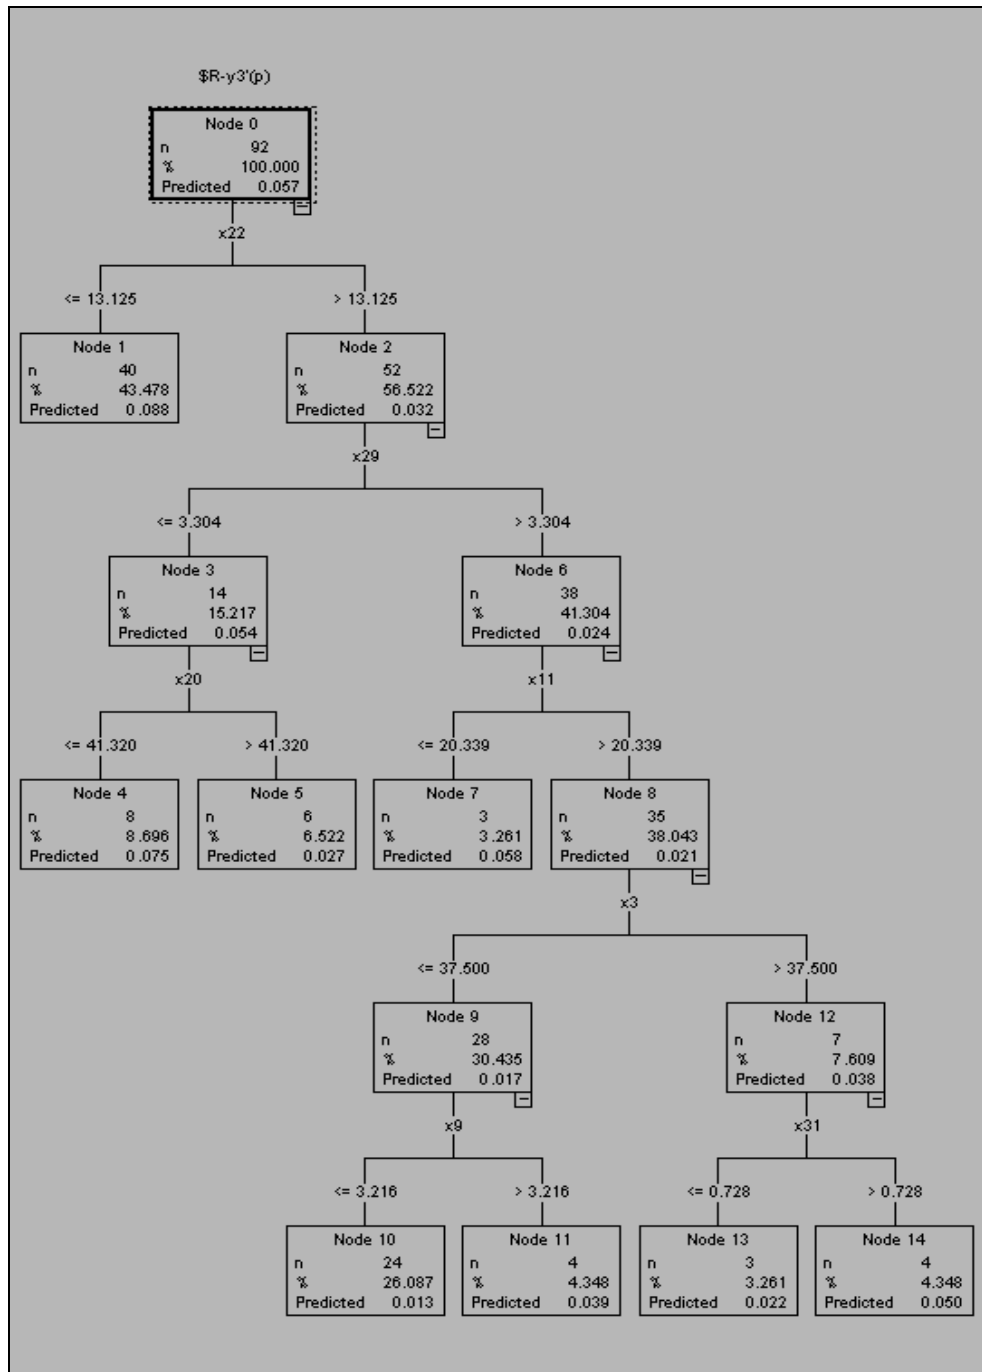 $R-y3'(p)
Node 0
n 92
% 100.000
Predicted 0.057
x22
<= 13.125
> 13.125
Node 1
n 40
% 43.478
Predicted 0.088
Node 2
n 52
% 56.522
Predicted 0.032
x29
<= 3.304
> 3.304
Node 3
n 14
% 15.217
Predicted 0.054
Node 6
n 38
% 41.304
Predicted 0.024
x20
x11
<= 41.320
> 41.320
<= 20.339
> 20.339
Node 4
n 8
% 8.696
Predicted 0.075
Node 5
n 6
% 6.522
Predicted 0.027
Node 7
n 3
% 3.261
Predicted 0.058
Node 8
n 35
% 38.043
Predicted 0.021
x3
<= 37.500
> 37.500
Node 9
n 28
% 30.435
Predicted 0.017
Node 12
n 7
% 7.609
Predicted 0.038
x9
x31
<= 3.216
> 3.216
<= 0.728
> 0.728
Node 10
n 24
% 26.087
Predicted 0.013
Node 11
n 4
% 4.348
Predicted 0.039
Node 13
n 3
% 3.261
Predicted 0.022
Node 14
n 4
% 4.348
Predicted 0.050